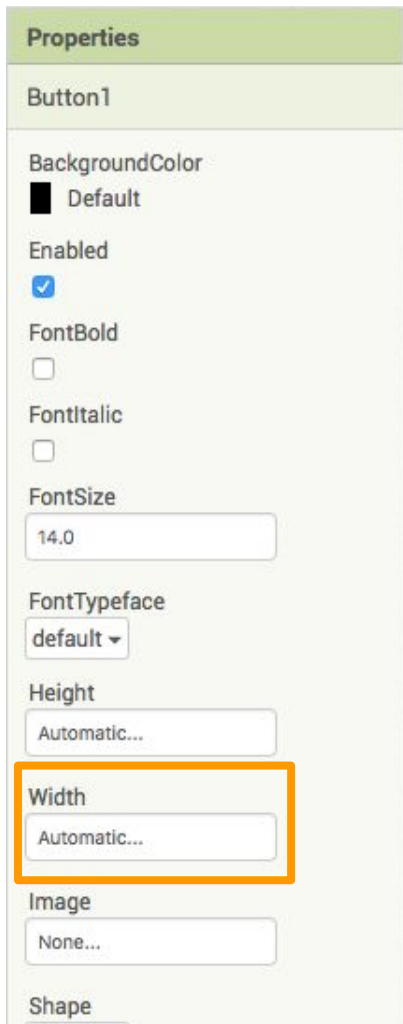 Properties
Button1
BackgroundColor
Default
Enabled
FontBold
FontItalic
FontSize
14.0
FontTypeface
default
Height
Automatic...
Width
Automatic...
Image
None...
Shape